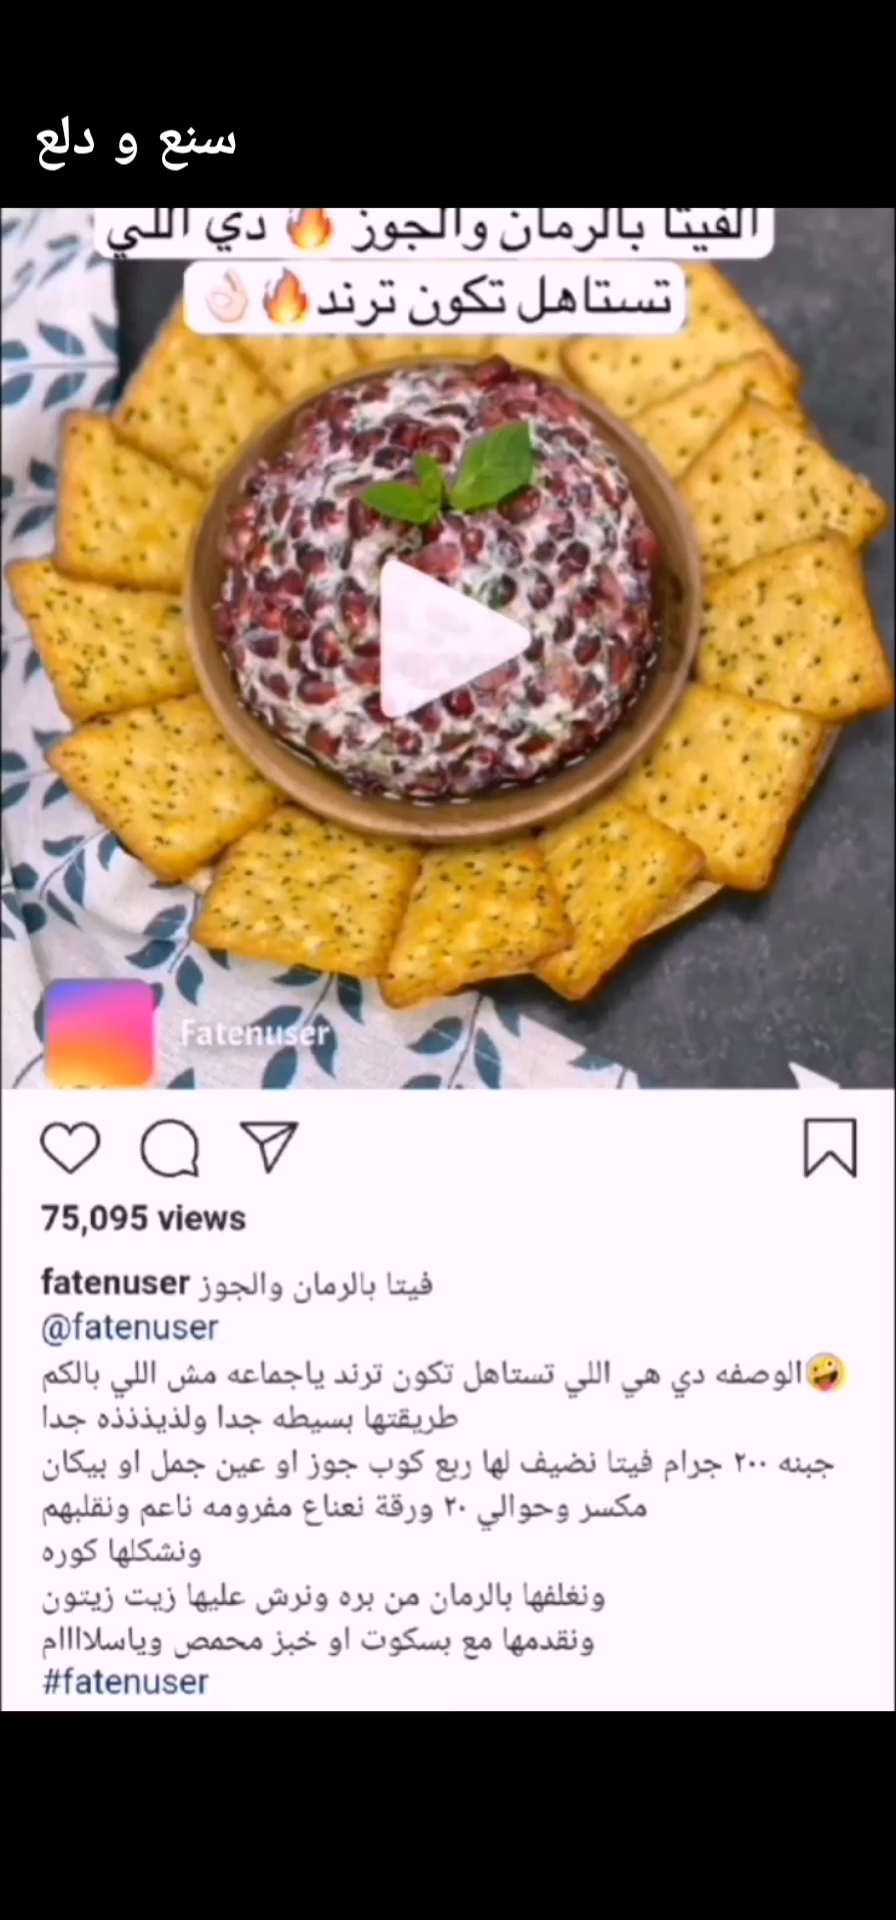 سنع و دلع
الفيتا بالرمان والجوز 🔥 دي اللي
تستاهل تكون ترند🔥👌🏻
Fatenuser
75,095 views
fatenuser فيتا بالرمان والجوز
@fatenuser
الوصفه دي هي اللي تستاهل تكون ترند ياجماعه مش اللي بالكم🤪
طريقتها بسيطه جدا ولذيذذذه جدا
جبنه ٢٠٠ جرام فيتا نضيف لها ربع كوب جوز او عين جمل او بيكان
مكسر وحوالي ٢٠ ورقة نعناع مفرومه ناعم ونقلبهم
ونشكلها كوره
ونغلفها بالرمان من بره ونرش عليها زيت زيتون
ونقدمها مع بسكوت او خبز محمص وياسلاااام
#fatenuser